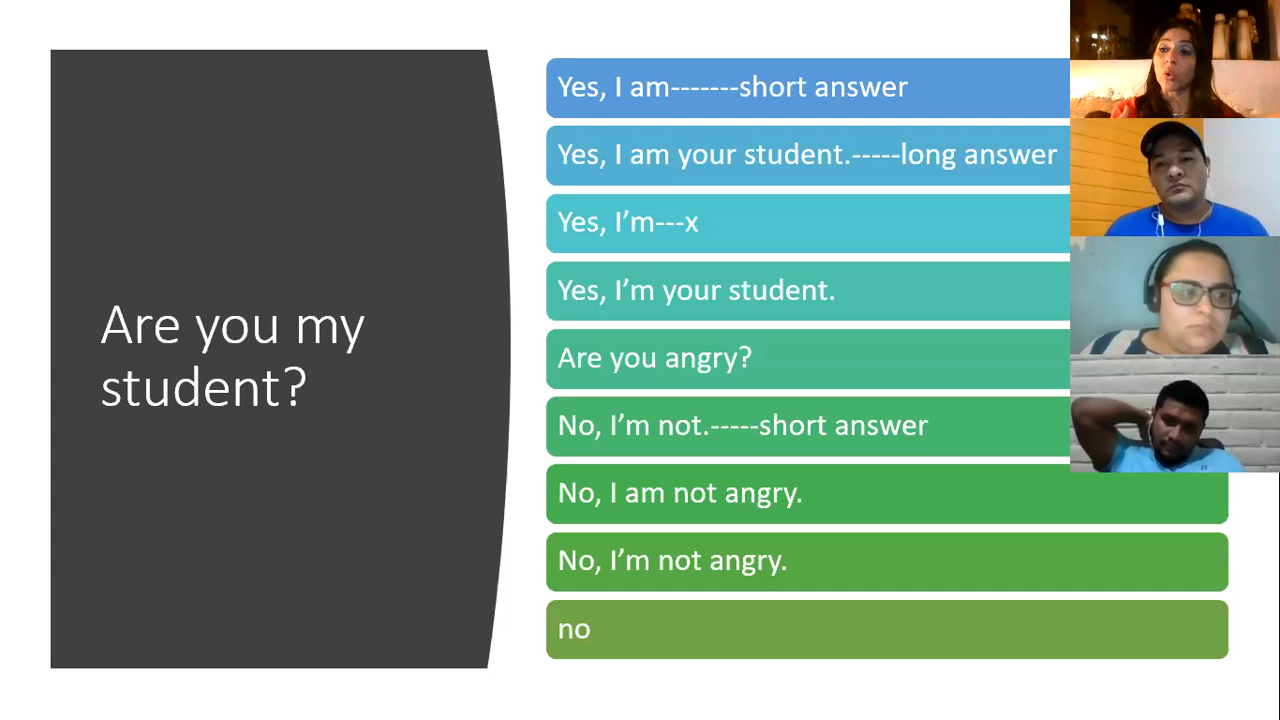 Are you my
student?
Yes, I am-------short answer
Yes, I am your student.-----long answer
Yes, I’m---x
Yes, I’m your student.
Are you angry?
No, I’m not.-----short answer
No, I am not angry.
No, I’m not angry.
no